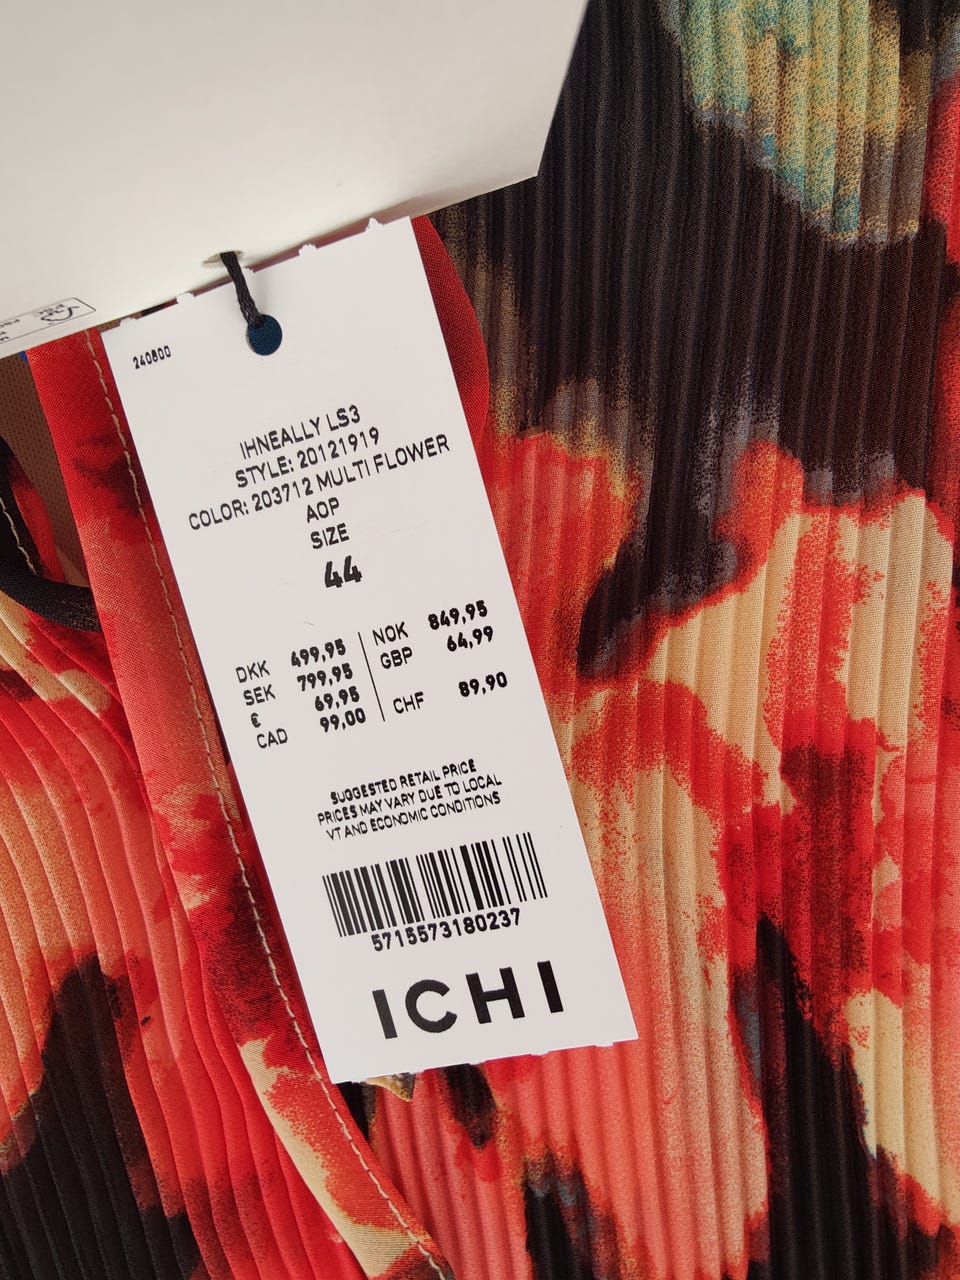 240800
IHNEALLY LS3
STYLE: 20121919
COLOR: 203712 MULTI FLOWER
AOP
SIZE
44
DKK 499,95
SEK 799,95
€ 69,95
CAD 99,00
NOK 849,95
GBP 64,99
CHF 89,90
SUGGESTED RETAIL PRICE
PRICES MAY VARY DUE TO LOCAL
VT AND ECONOMIC CONDITIONS
5715573180237
ICHI